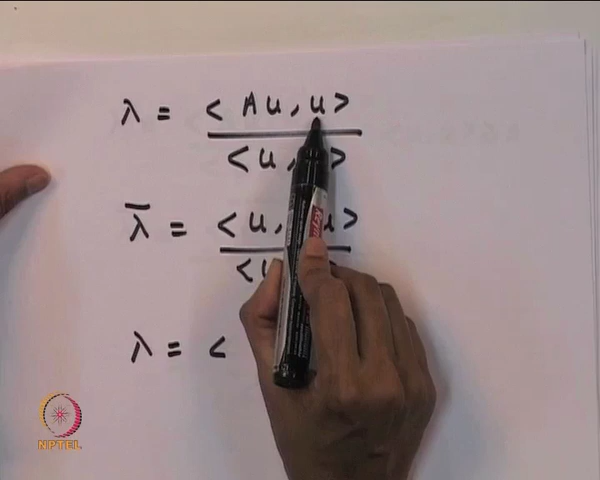 λ = < Au, u>
<u, >
λ̄ = <u, u>
<u >
λ = <
NPTEL